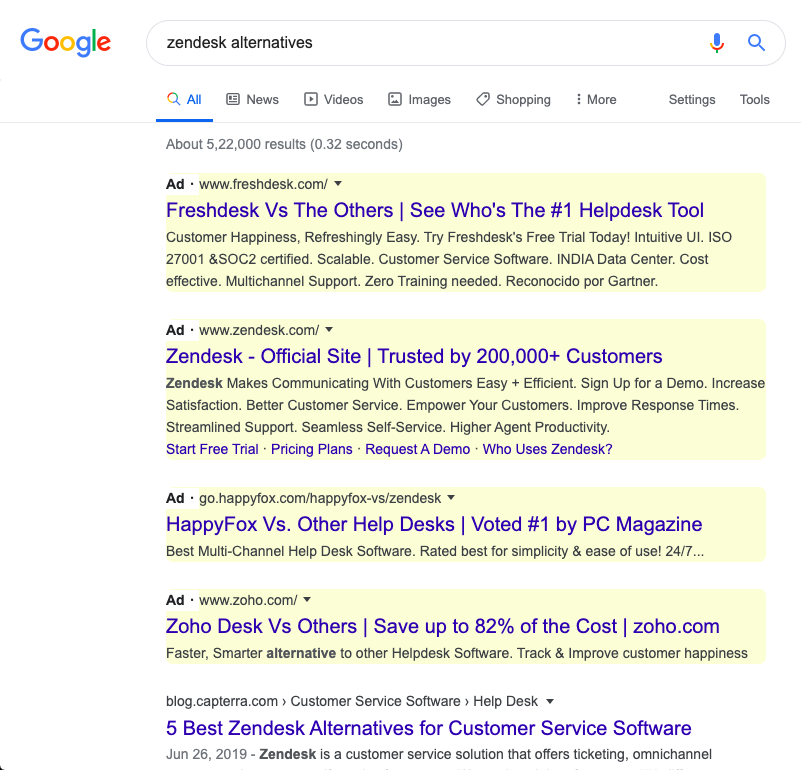 Google
zendesk alternatives
All News Videos Images Shopping More Settings Tools
About 5,22,000 results (0.32 seconds)
Ad · www.freshdesk.com/
Freshdesk Vs The Others | See Who's The #1 Helpdesk Tool
Customer Happiness, Refreshingly Easy. Try Freshdesk's Free Trial Today! Intuitive UI. ISO
27001 &SOC2 certified. Scalable. Customer Service Software. INDIA Data Center. Cost
effective. Multichannel Support. Zero Training needed. Reconocido por Gartner.
Ad · www.zendesk.com/
Zendesk - Official Site | Trusted by 200,000+ Customers
Zendesk Makes Communicating With Customers Easy + Efficient. Sign Up for a Demo. Increase
Satisfaction. Better Customer Service. Empower Your Customers. Improve Response Times.
Streamlined Support. Seamless Self-Service. Higher Agent Productivity.
Start Free Trial · Pricing Plans · Request A Demo · Who Uses Zendesk?
Ad · go.happyfox.com/happyfox-vs/zendesk
HappyFox Vs. Other Help Desks | Voted #1 by PC Magazine
Best Multi-Channel Help Desk Software. Rated best for simplicity & ease of use! 24/7...
Ad · www.zoho.com/
Zoho Desk Vs Others | Save up to 82% of the Cost | zoho.com
Faster, Smarter alternative to other Helpdesk Software. Track & Improve customer happiness
blog.capterra.com › Customer Service Software › Help Desk
5 Best Zendesk Alternatives for Customer Service Software
Jun 26, 2019 - Zendesk is a customer service solution that offers ticketing, omnichannel